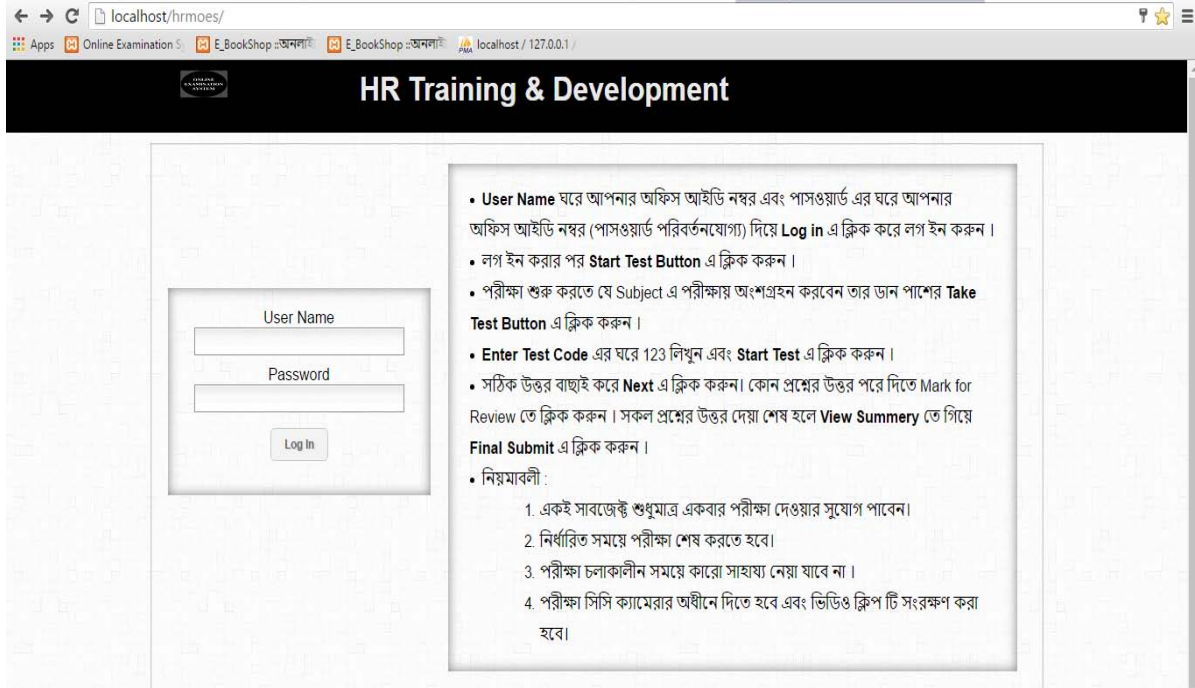 localhost/hrmoes/
Apps Online Examination S E_BookShop ::অনলাই E_BookShop ::অনলাই localhost / 127.0.0.1 /
ONLINE
EXAMINATION
SYSTEM
HR Training & Development
User Name
Password
Log In
• User Name ঘরে আপনার অফিস আইডি নম্বর এবং পাসওয়ার্ড এর ঘরে আপনার
অফিস আইডি নম্বর (পাসওয়ার্ড পরিবর্তনযোগ্য) দিয়ে Log in এ ক্লিক করে লগ ইন করুন।
• লগ ইন করার পর Start Test Button এ ক্লিক করুন।
• পরীক্ষা শুরু করতে যে Subject এ পরীক্ষায় অংশগ্রহন করবেন তার ডান পাশের Take
Test Button এ ক্লিক করুন।
• Enter Test Code এর ঘরে 123 লিখুন এবং Start Test এ ক্লিক করুন।
• সঠিক উত্তর বাছাই করে Next এ ক্লিক করুন। কোন প্রশ্নের উত্তর পরে দিতে Mark for
Review তে ক্লিক করুন। সকল প্রশ্নের উত্তর দেয়া শেষ হলে View Summery তে গিয়ে
Final Submit এ ক্লিক করুন।
• নিয়মাবলী :
1. একই সাবজেক্ট শুধুমাত্র একবার পরীক্ষা দেওয়ার সুযোগ পাবেন।
2. নির্ধারিত সময়ে পরীক্ষা শেষ করতে হবে।
3. পরীক্ষা চলাকালীন সময়ে কারো সাহায্য নেয়া যাবে না।
4. পরীক্ষা সিসি ক্যামেরার অধীনে দিতে হবে এবং ভিডিও ক্লিপ টি সংরক্ষণ করা
হবে।